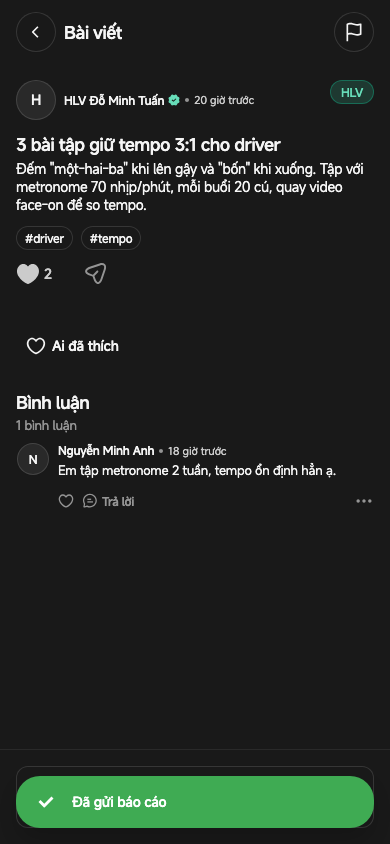 Bài viết
H
HLV Đỗ Minh Tuấn • 20 giờ trước
HLV
3 bài tập giữ tempo 3:1 cho driver
Đếm "một-hai-ba" khi lên gậy và "bốn" khi xuống. Tập với
metronome 70 nhịp/phút, mỗi buổi 20 cú, quay video
face-on để so tempo.
#driver
#tempo
2
Ai đã thích
Bình luận
1 bình luận
N
Nguyễn Minh Anh • 18 giờ trước
Em tập metronome 2 tuần, tempo ổn định hẳn ạ.
Trả lời
Đã gửi báo cáo